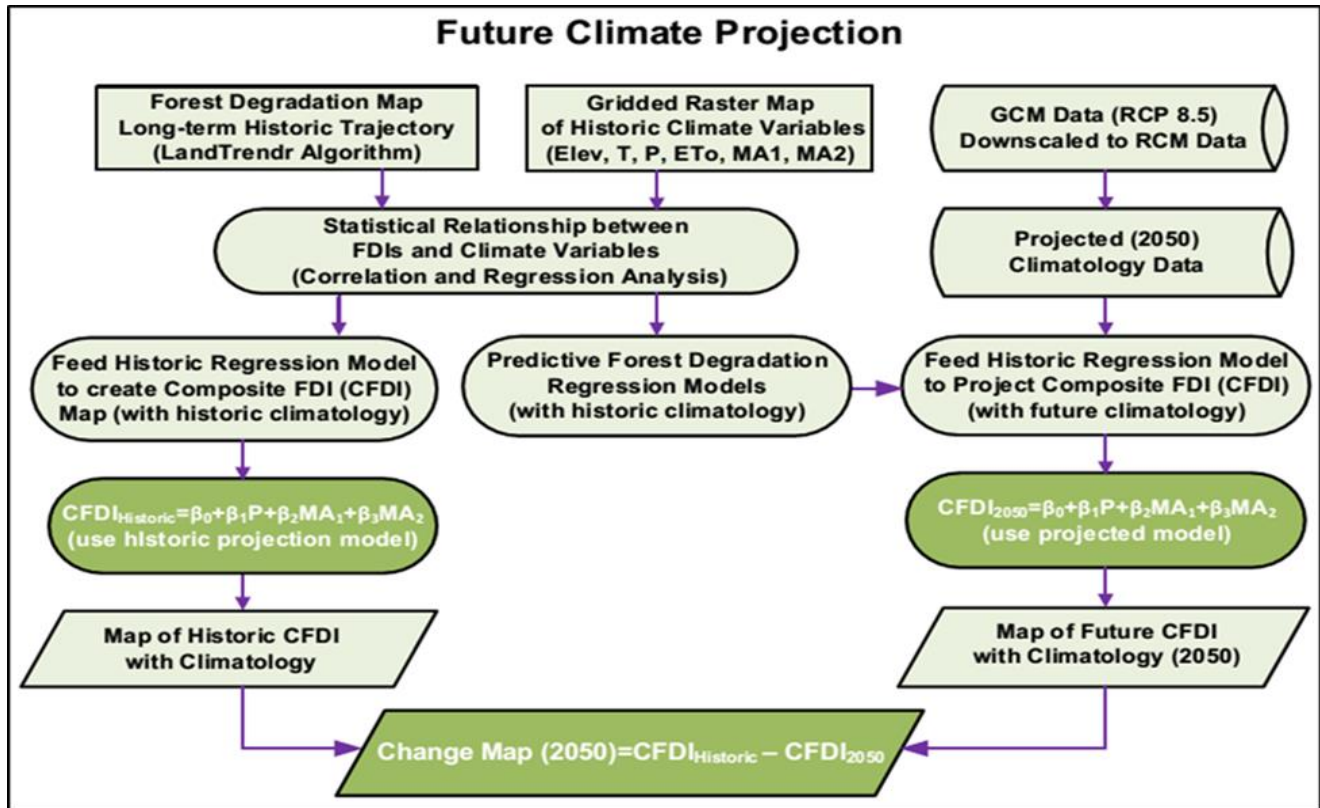 Future Climate Projection
Forest Degradation Map
Long-term Historic Trajectory
(LandTrendr Algorithm)
Gridded Raster Map
of Historic Climate Variables
(Elev, T, P, ETo, MA1, MA2)
GCM Data (RCP 8.5)
Downscaled to RCM Data
Statistical Relationship between
FDIs and Climate Variables
(Correlation and Regression Analysis)
Projected (2050)
Climatology Data
Feed Historic Regression Model
to create Composite FDI (CFDI)
Map (with historic climatology)
Predictive Forest Degradation
Regression Models
(with historic climatology)
Feed Historic Regression Model
to Project Composite FDI (CFDI)
(with future climatology)
CFDI_Historic=β₀+β₁P+β₂MA₁+β₃MA₂
(use historic projection model)
CFDI₂₀₅₀=β₀+β₁P+β₂MA₁+β₃MA₂
(use projected model)
Map of Historic CFDI
with Climatology
Map of Future CFDI
with Climatology (2050)
Change Map (2050)=CFDI_Historic – CFDI₂₀₅₀